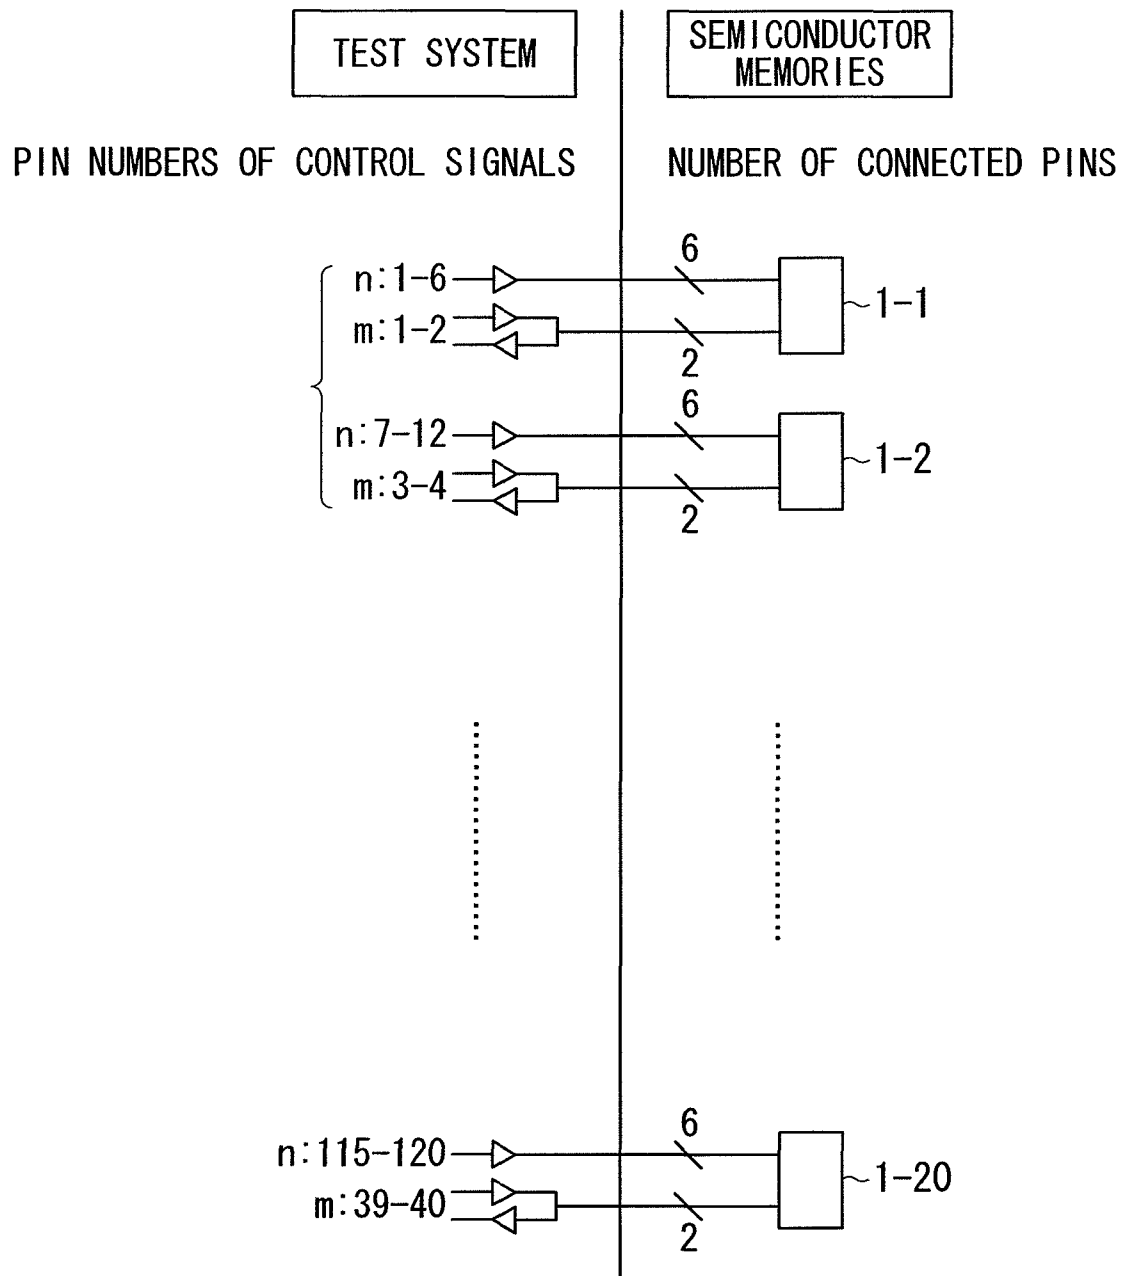 TEST SYSTEM
SEMICONDUCTOR
MEMORIES
PIN NUMBERS OF CONTROL SIGNALS
NUMBER OF CONNECTED PINS
n:1-6
6
m:1-2
2
1-1
n:7-12
6
m:3-4
2
1-2
n:115-120
6
m:39-40
2
1-20